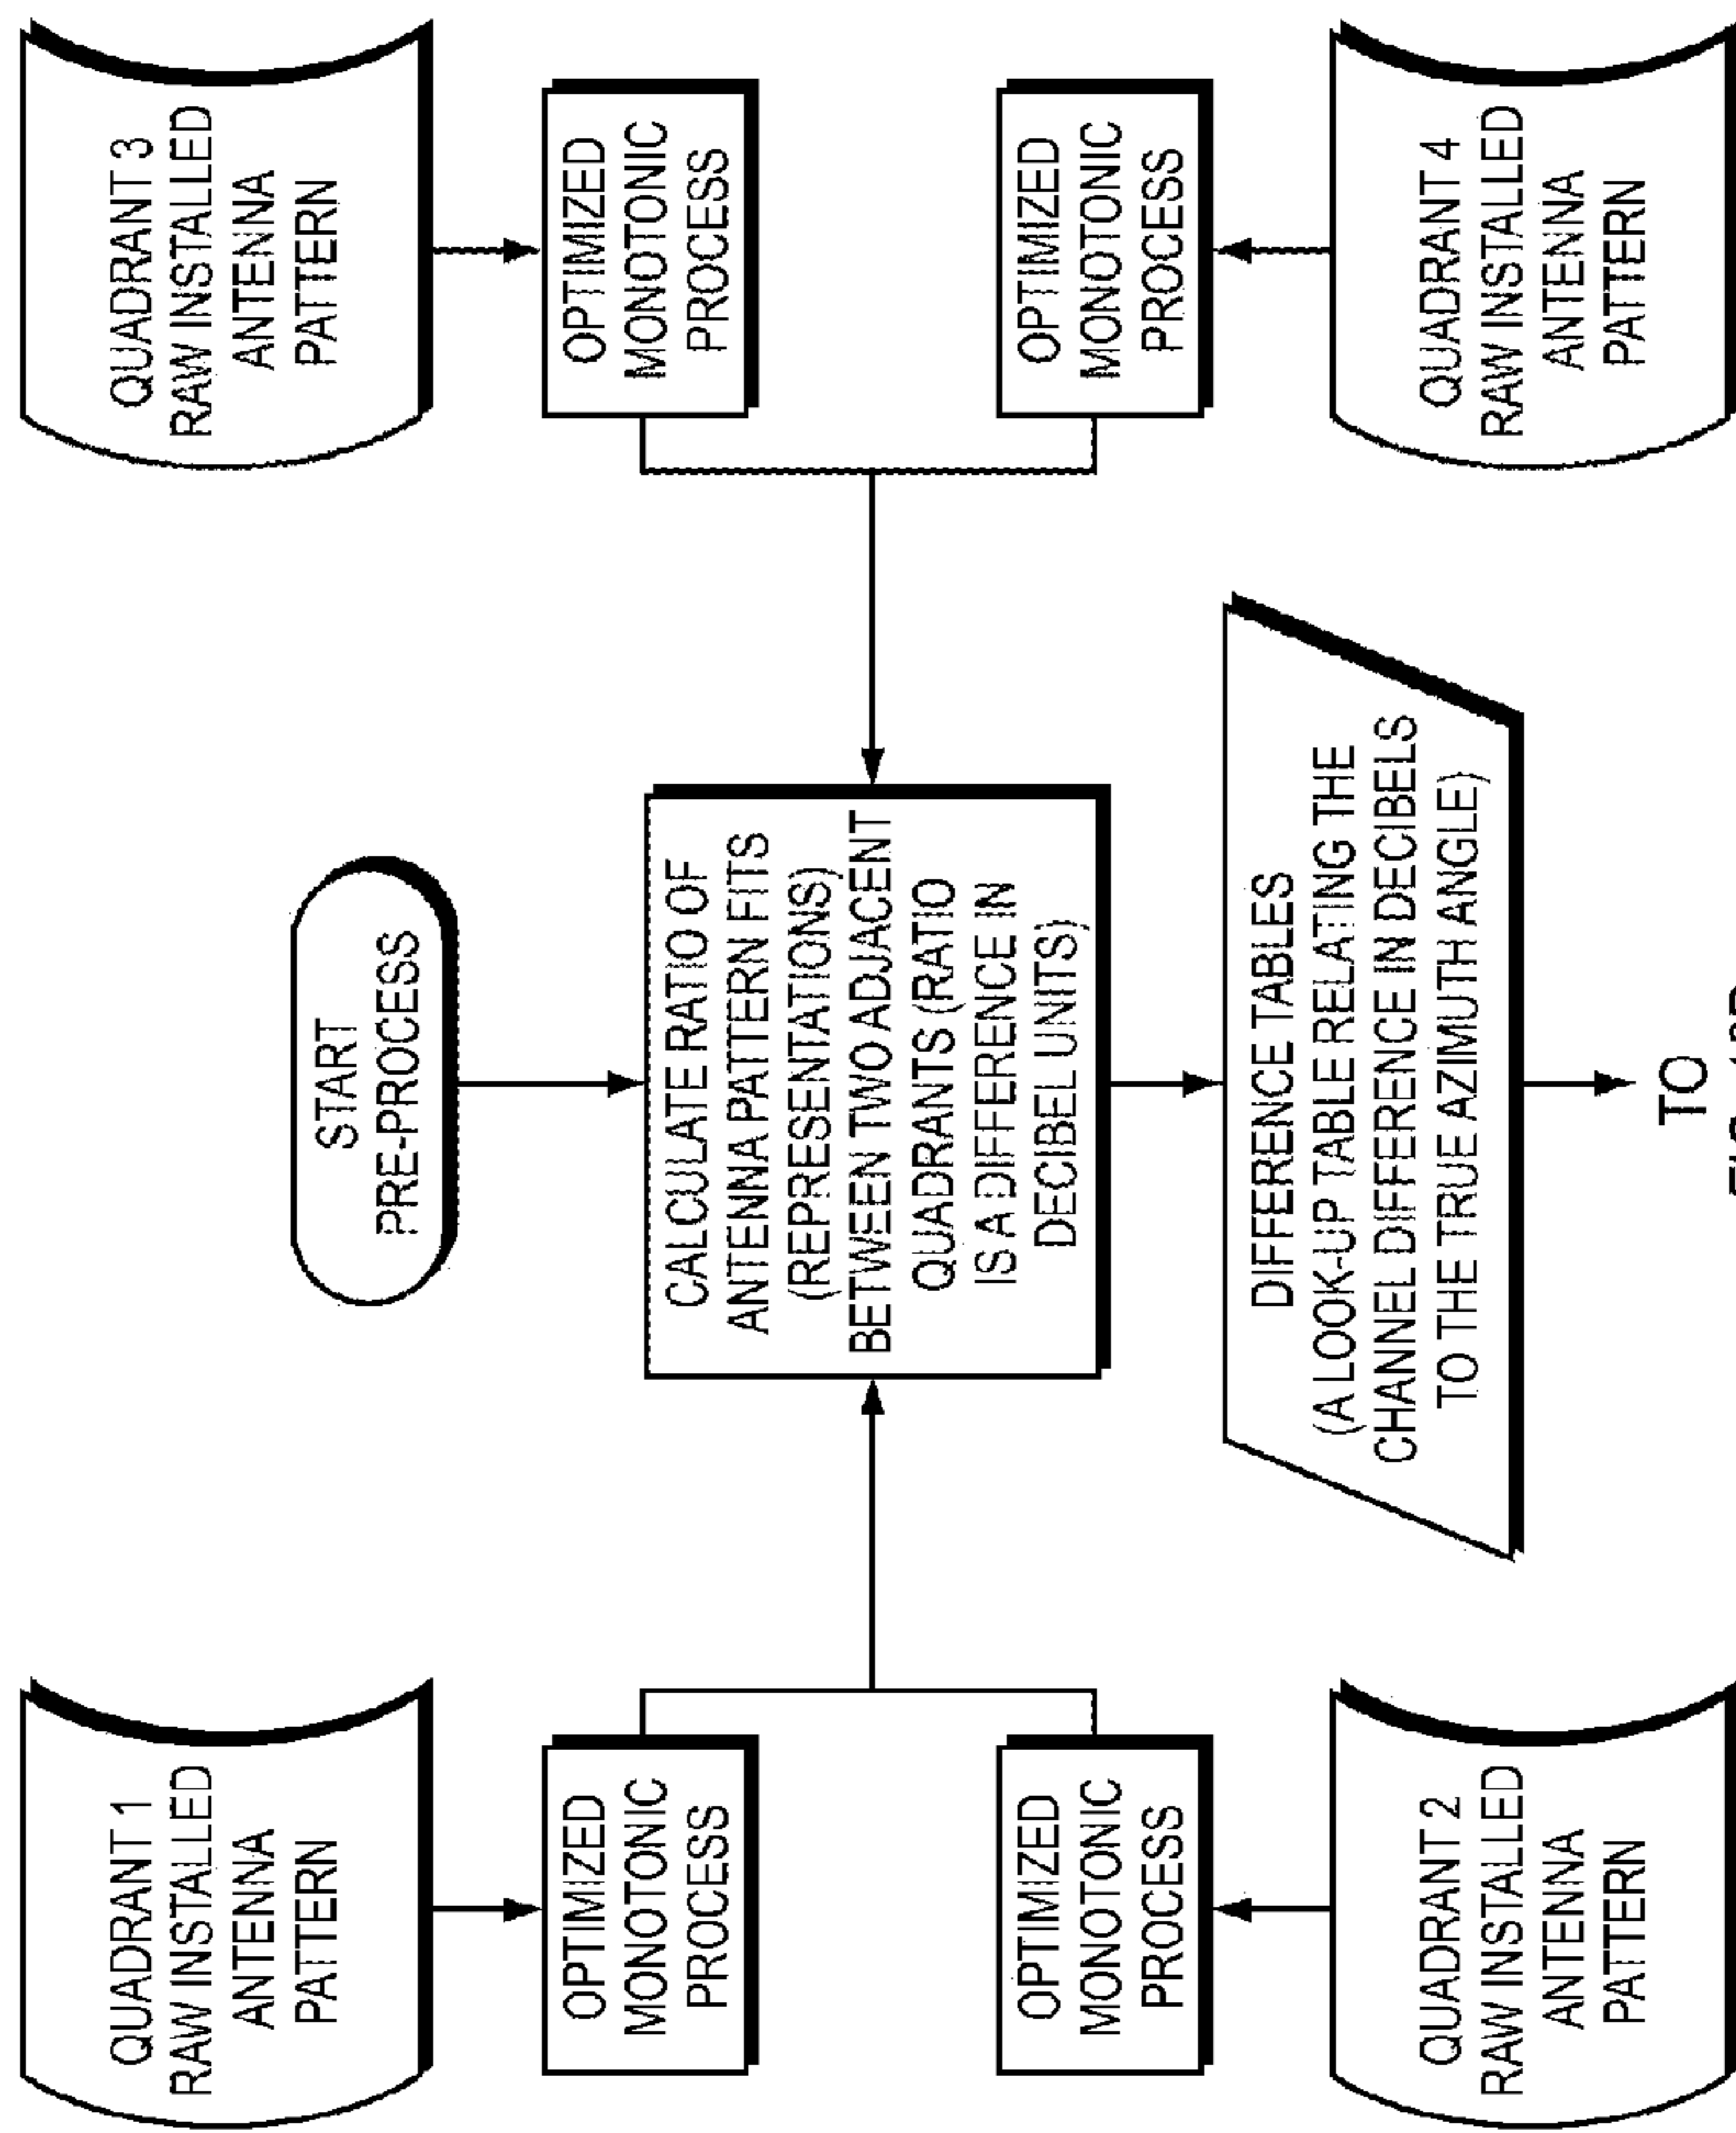 QUADRANT 1
RAW INSTALLED
ANTENNA
PATTERN
OPTIMIZED
MONOTONIC
PROCESS
OPTIMIZED
MONOTONIC
PROCESS
QUADRANT 2
RAW INSTALLED
ANTENNA
PATTERN
START
PRE-PROCESS
CALCULATE RATIO OF
ANTENNA PATTERN FITS
(REPRESENTATIONS)
BETWEEN TWO ADJACENT
QUADRANTS (RATIO
IS A DIFFERENCE IN
DECIBEL UNITS)
DIFFERENCE TABLES
(A LOOK-UP TABLE RELATING THE
CHANNEL DIFFERENCE IN DECIBELS
TO THE TRUE AZIMUTH ANGLE)
TO
QUADRANT 3
RAW INSTALLED
ANTENNA
PATTERN
OPTIMIZED
MONOTONIC
PROCESS
OPTIMIZED
MONOTONIC
PROCESS
QUADRANT 4
RAW INSTALLED
ANTENNA
PATTERN